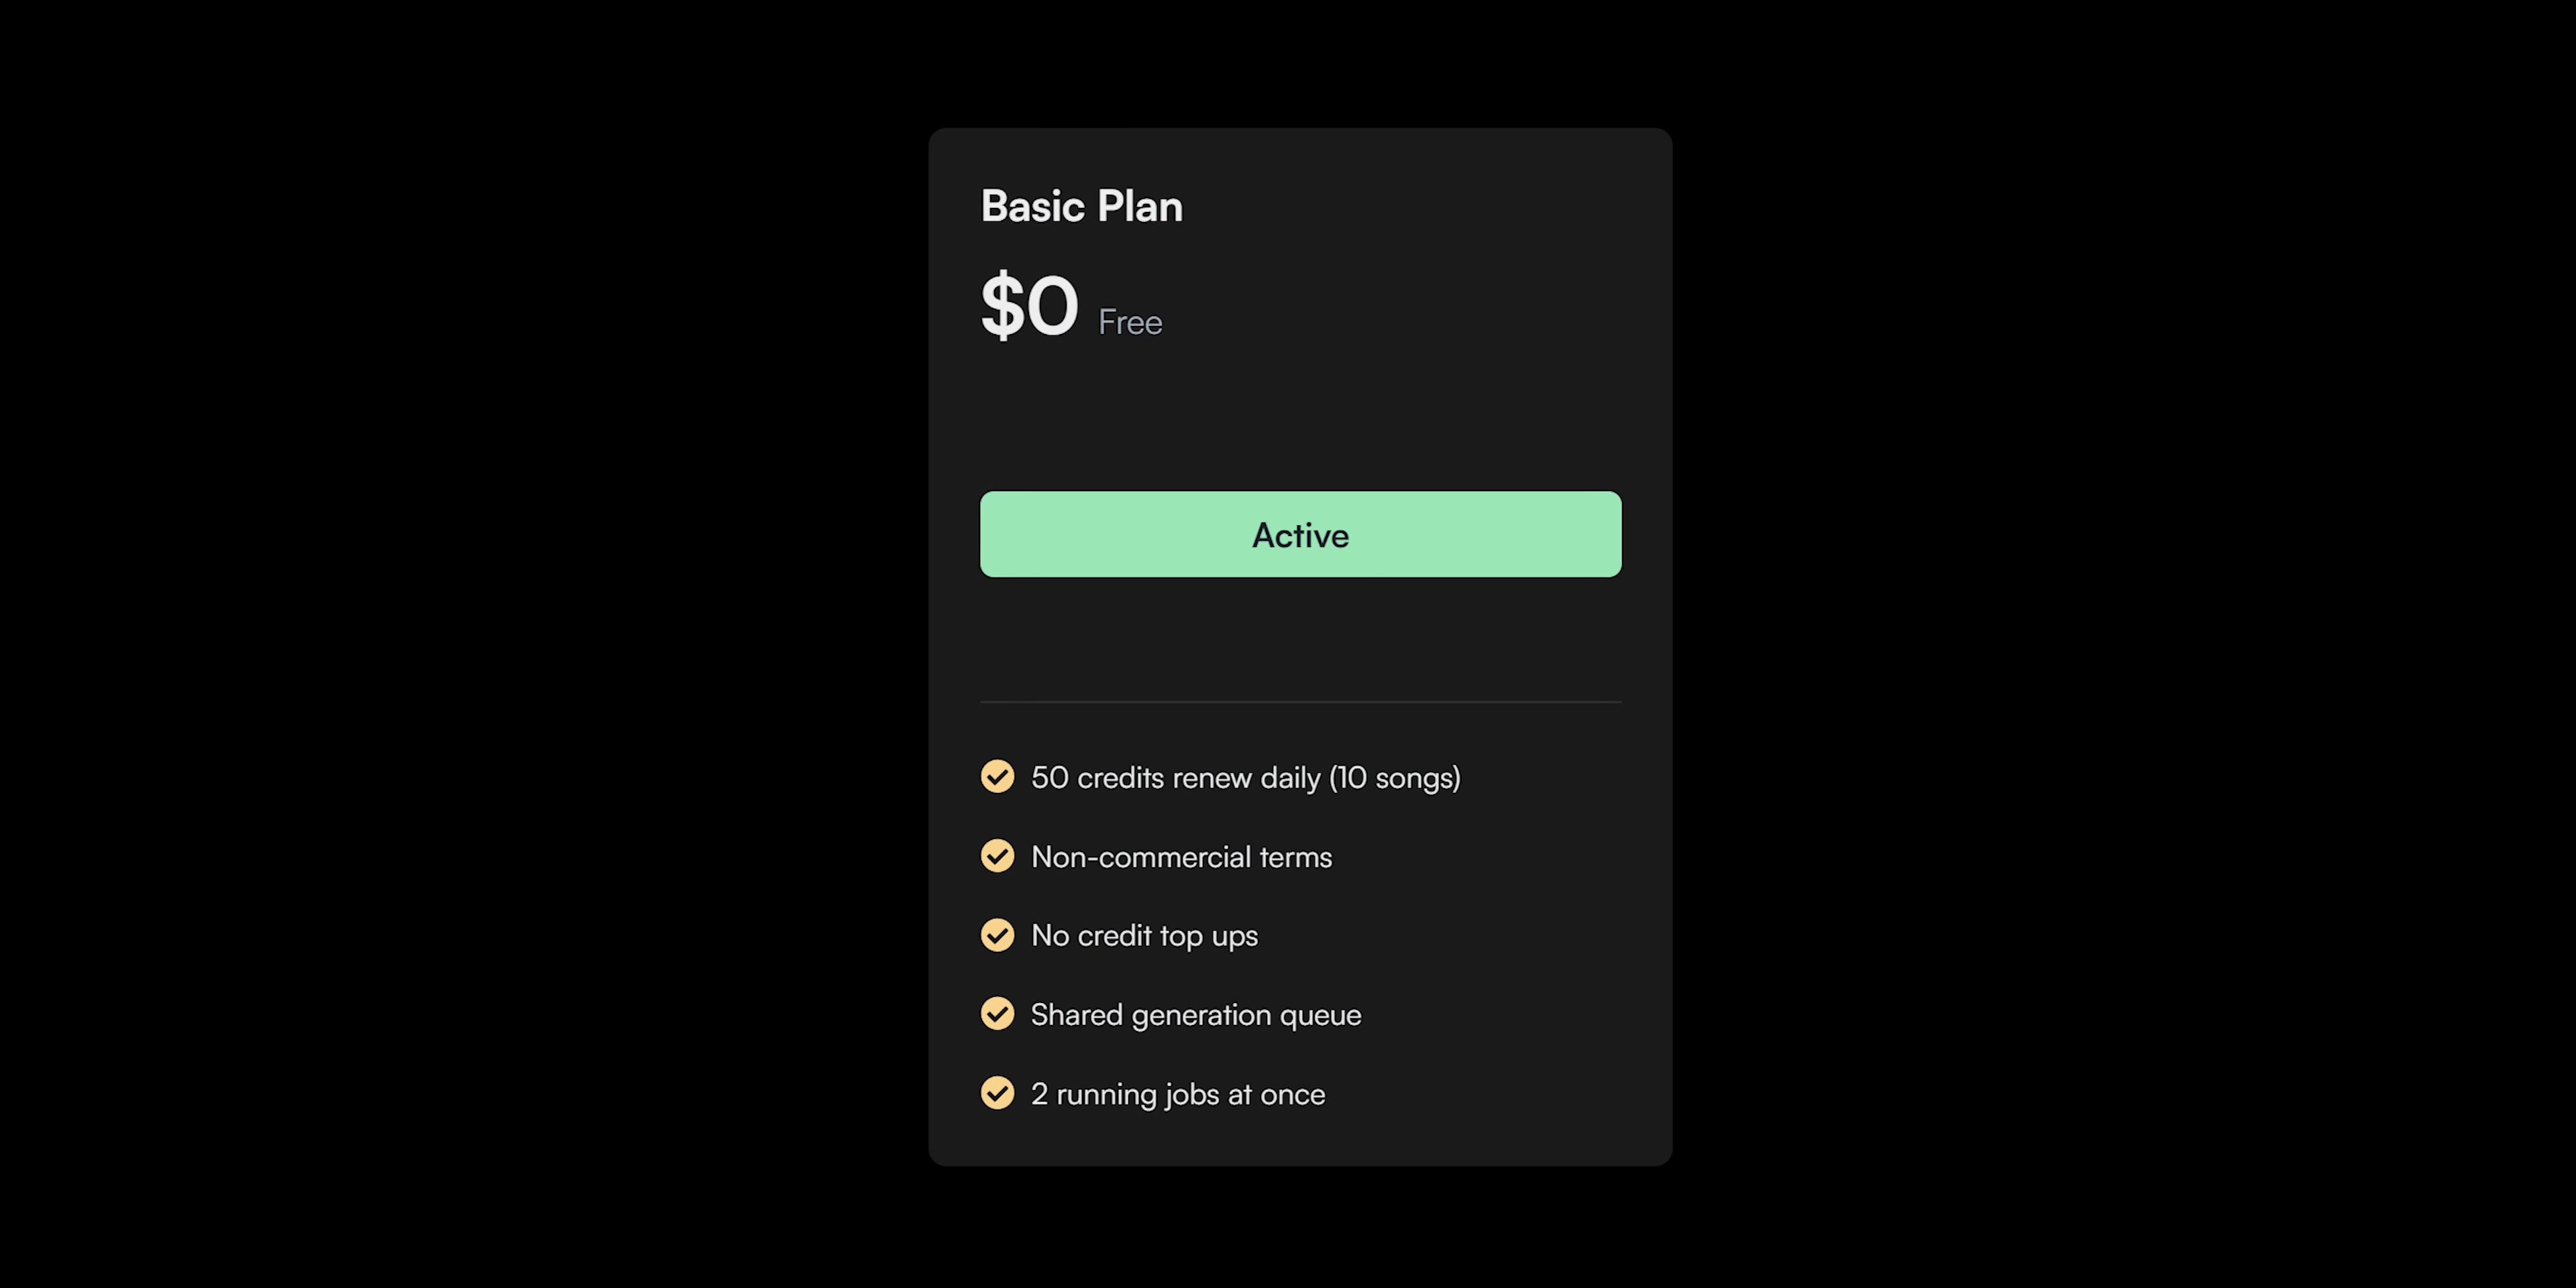 Basic Plan
$0 Free
Active
50 credits renew daily (10 songs)
Non-commercial terms
No credit top ups
Shared generation queue
2 running jobs at once